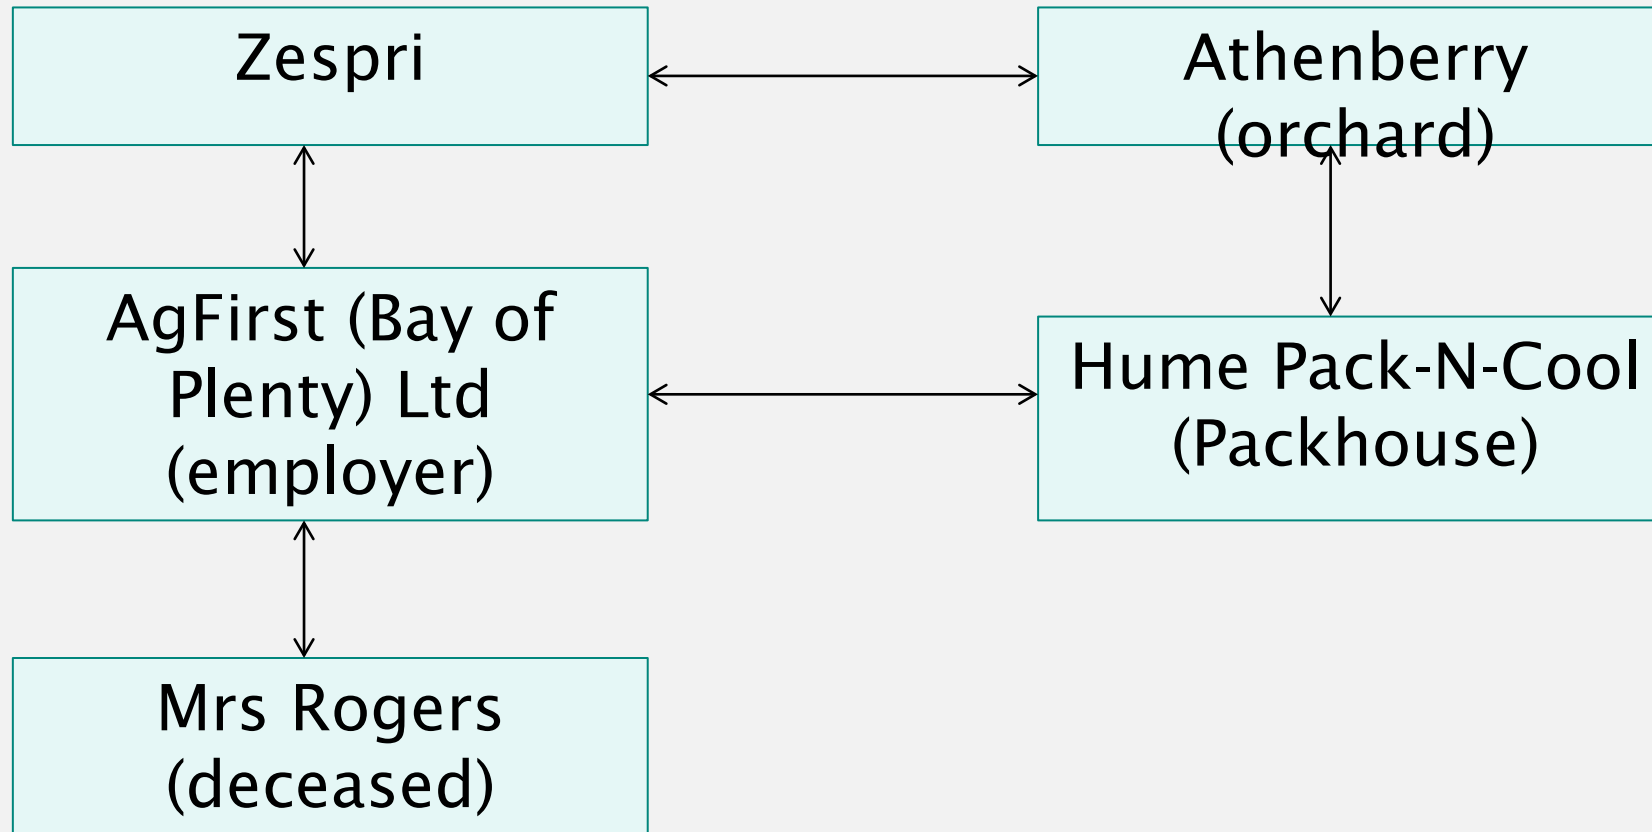 Zespri
Athenberry
(orchard)
AgFirst (Bay of
Plenty) Ltd
(employer)
Hume Pack-N-Cool
(Packhouse)
Mrs Rogers
(deceased)